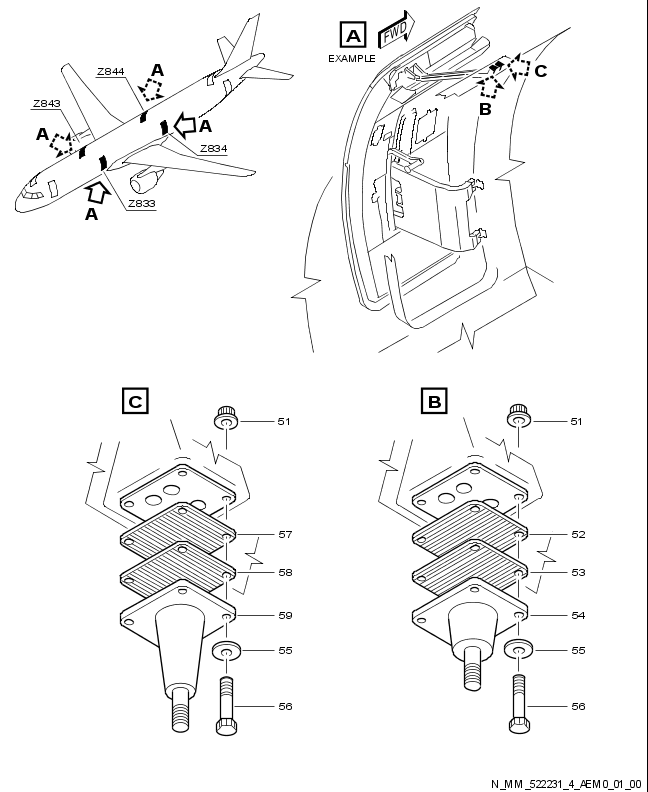 A
FWD
EXAMPLE
A
Z844
Z843
A
A
Z834
A
Z833
C
B
C
51
57
58
59
55
56
B
51
52
53
54
55
56
N_MM_522231_4_AEM0_01_00